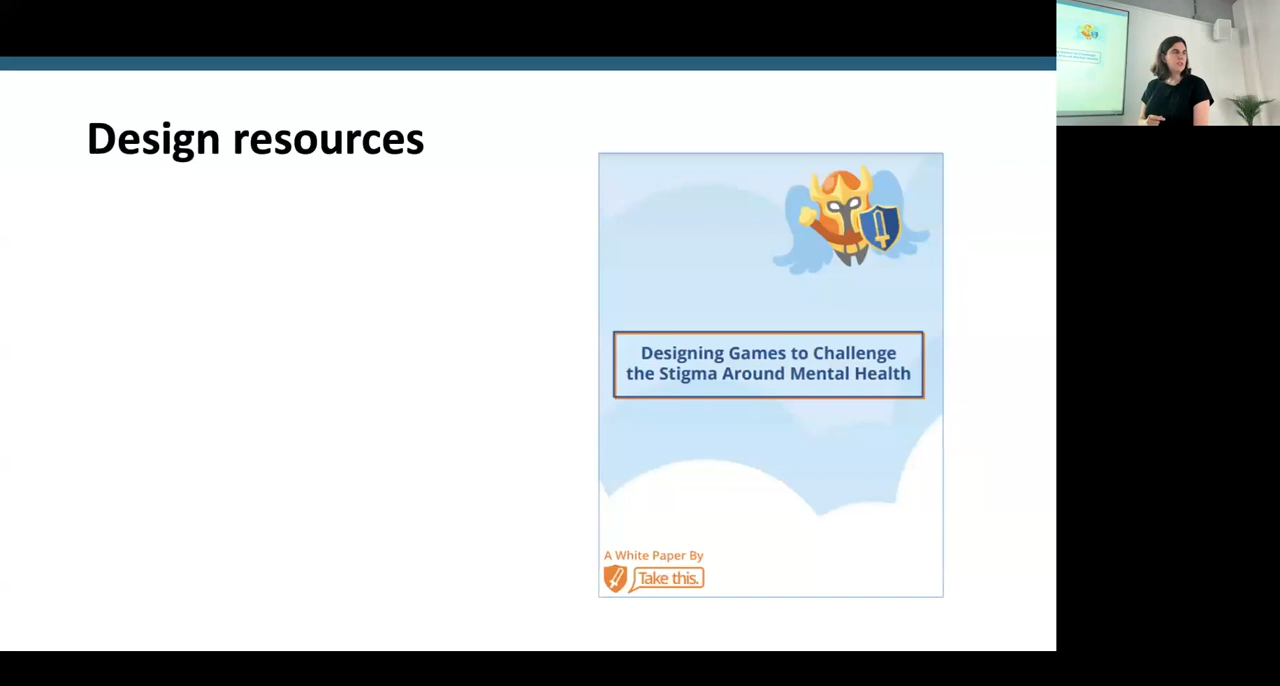 Design resources
Designing Games to Challenge
the Stigma Around Mental Health
A White Paper By
Take this.